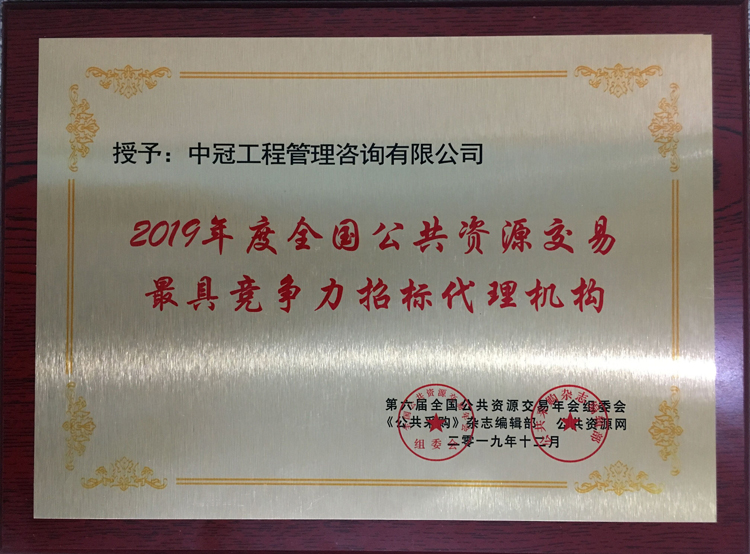 授予：中冠工程管理咨询有限公司
2019年度全国公共资源交易
最具竞争力招标代理机构
第六届全国公共资源交易年会组委会
《公共采购》杂志编辑部 公共资源网
二零一九年十二月
组委会